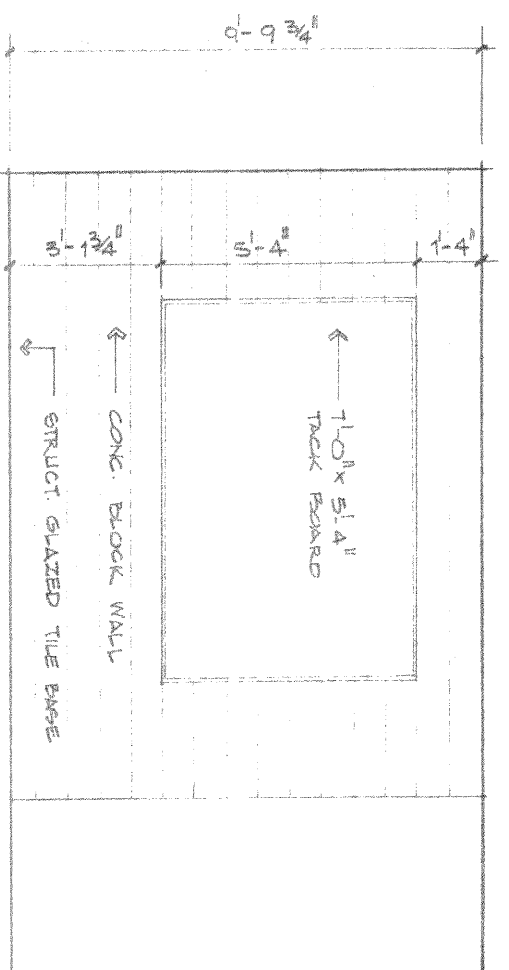 9'-9 3/4"
3'-1 3/4"
5'-4"
1'-4"
7'-0" x 5'-4"
TACK BOARD
CONC. BLOCK WALL
STRUCT. GLAZED TILE BASE